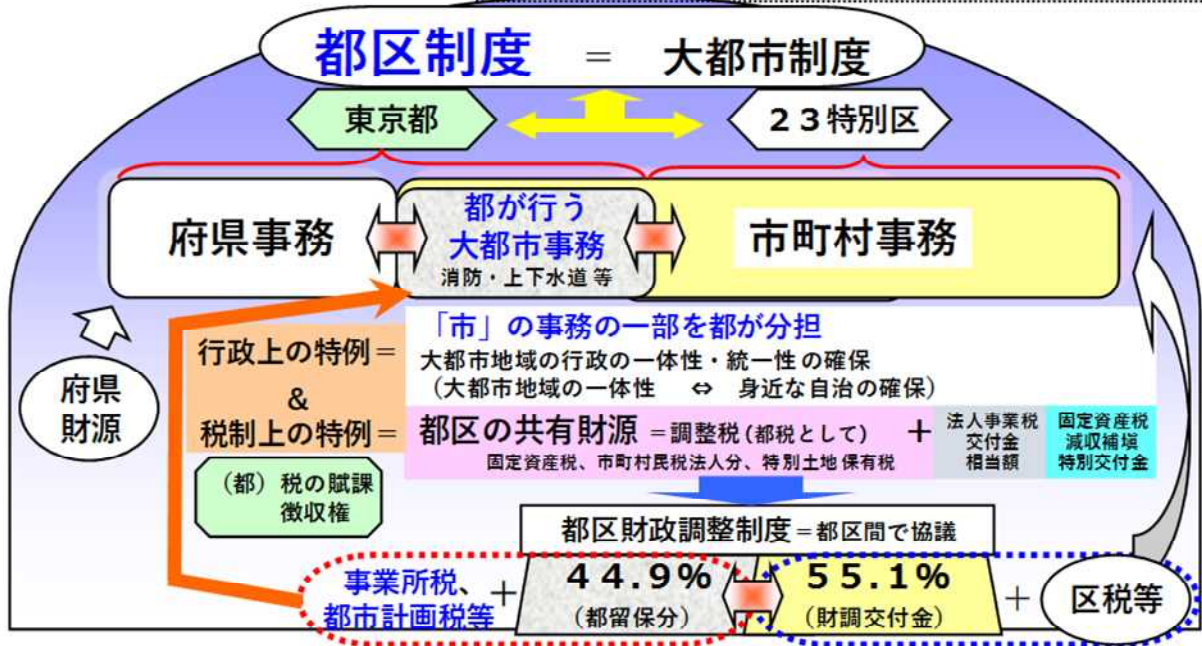 都区制度 = 大都市制度
東京都
23特別区
府県事務
都が行う
大都市事務
消防・上下水道等
市町村事務
府県
財源
行政上の特例=
&
税制上の特例=
「市」の事務の一部を都が分担
大都市地域の行政の一体性・統一性の確保
(大都市地域の一体性 ⇔ 身近な自治の確保)
都区の共有財源 =調整税(都税として)
固定資産税、市町村民税法人分、特別土地保有税
+
法人事業税
交付金
相当額
固定資産税
減収補塡
特別交付金
(都)税の賦課
徴収権
都区財政調整制度=都区間で協議
事業所税、
都市計画税等
+
44.9%
(都留保分)
55.1%
(財調交付金)
+
区税等